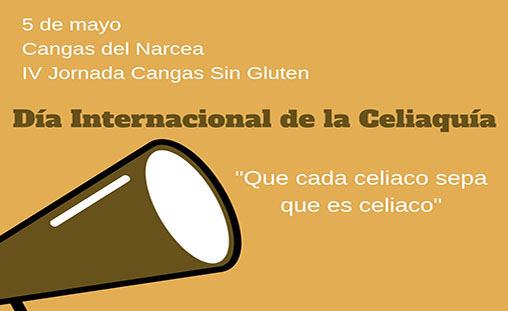 5 de mayo
Cangas del Narcea
IV Jornada Cangas Sin Gluten
Día Internacional de la Celiaquía
"Que cada celiaco sepa
que es celiaco"